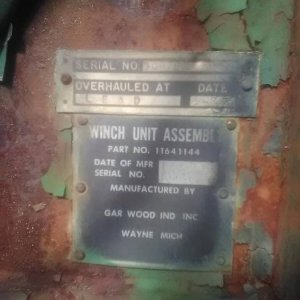 SERIAL NO.
OVERHAULED AT DATE
WINCH UNIT ASSEMBLY
PART NO. 11641144
DATE OF MFR
SERIAL NO.
MANUFACTURED BY
GAR WOOD IND INC
WAYNE MICH